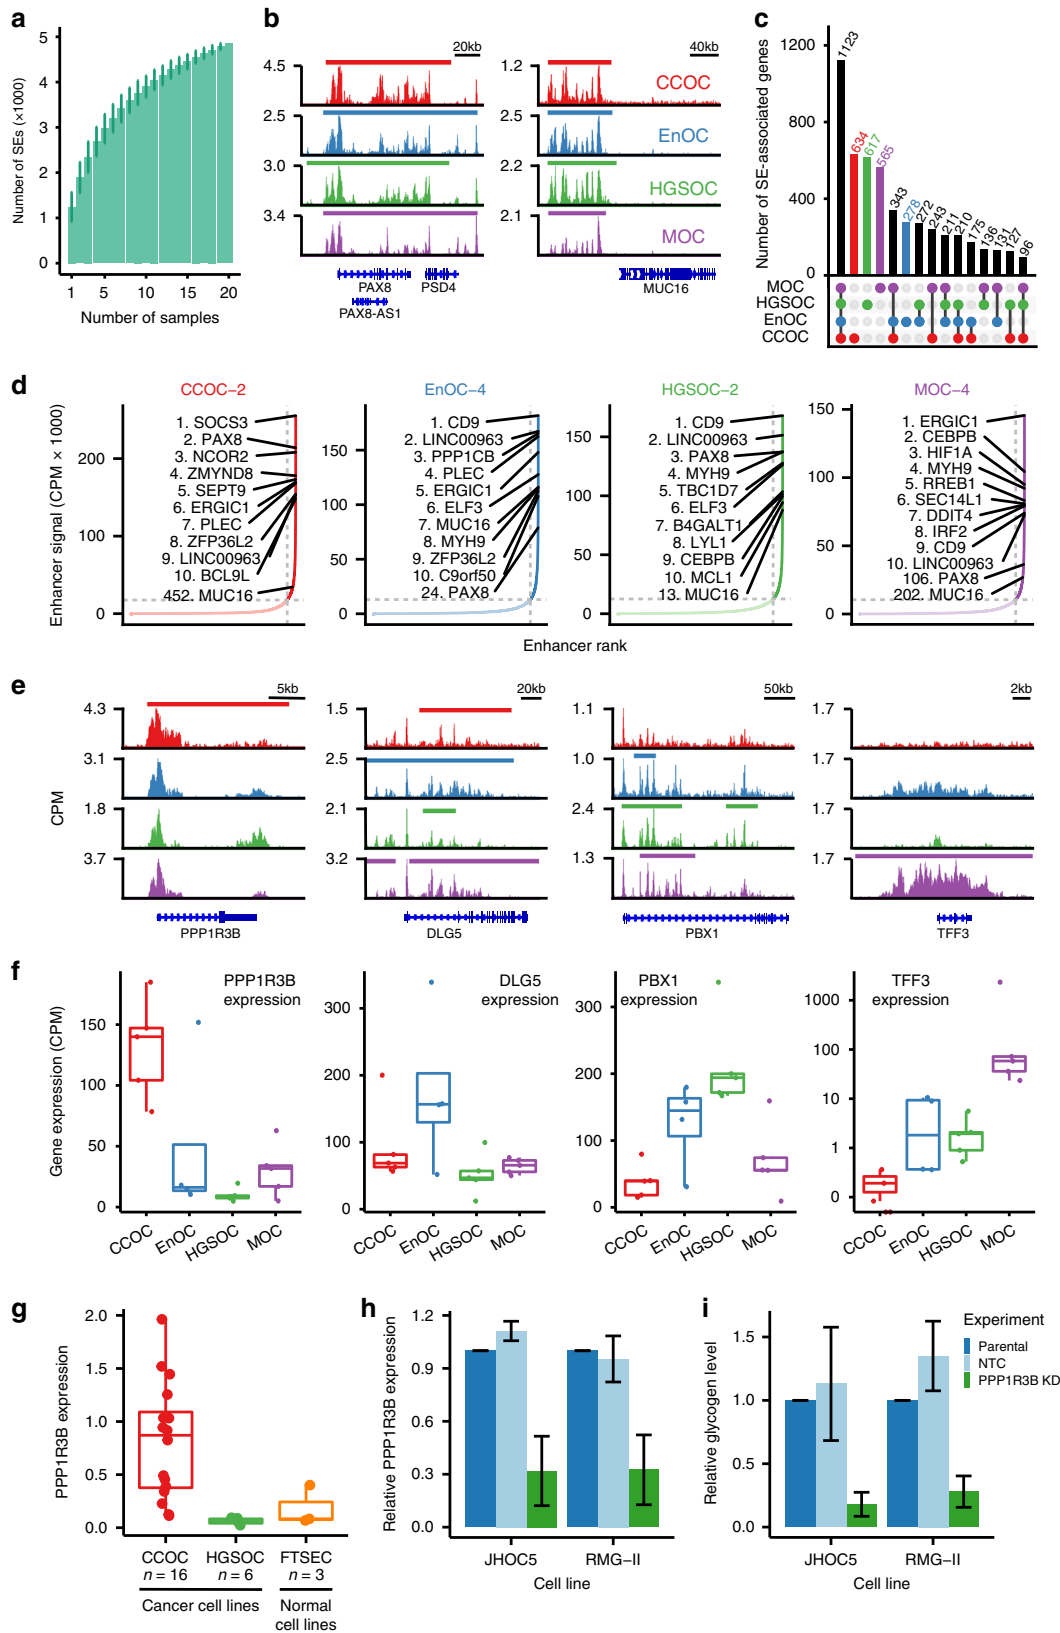 a
Number of SEs (×1000)
5
4
3
2
1
0
1
5
10
15
20
Number of samples
b
20kb
40kb
4.5
1.2
CCOC
2.5
2.5
EnOC
3.0
2.2
HGSOC
3.4
2.1
MOC
PAX8
PSD4
PAX8-AS1
MUC16
c
Number of SE-associated genes
1200
800
400
0
1123
634
617
565
343
278
272
243
211
210
175
136
131
127
96
MOC
HGSOC
EnOC
CCOC
d
Enhancer signal (CPM × 1000)
CCOC−2
200
100
0
1. SOCS3
2. PAX8
3. NCOR2
4. ZMYND8
5. SEPT9
6. ERGIC1
7. PLEC
8. ZFP36L2
9. LINC00963
10. BCL9L
452. MUC16
EnOC−4
150
100
50
0
1. CD9
2. LINC00963
3. PPP1CB
4. PLEC
5. ERGIC1
6. ELF3
7. MUC16
8. MYH9
9. ZFP36L2
10. C9orf50
24. PAX8
HGSOC−2
150
100
50
0
1. CD9
2. LINC00963
3. PAX8
4. MYH9
5. TBC1D7
6. ELF3
7. B4GALT1
8. LYL1
9. CEBPB
10. MCL1
13. MUC16
MOC−4
150
100
50
0
1. ERGIC1
2. CEBPB
3. HIF1A
4. MYH9
5. RREB1
6. SEC14L1
7. DDIT4
8. IRF2
9. CD9
10. LINC00963
106. PAX8
202. MUC16
Enhancer rank
e
CPM
5kb
20kb
50kb
2kb
4.3
1.5
1.1
1.7
3.1
2.5
1.0
1.7
1.8
2.1
2.4
1.7
3.7
3.2
1.3
1.7
PPP1R3B
DLG5
PBX1
TFF3
f
Gene expression (CPM)
PPP1R3B
expression
150
100
50
0
CCOC
EnOC
HGSOC
MOC
DLG5
expression
300
200
100
0
CCOC
EnOC
HGSOC
MOC
PBX1
expression
300
200
100
0
CCOC
EnOC
HGSOC
MOC
TFF3
expression
1000
100
10
1
0
CCOC
EnOC
HGSOC
MOC
g
PPP1R3B expression
2.0
1.5
1.0
0.5
0.0
CCOC
HGSOC
FTSEC
n = 16
n = 6
n = 3
Cancer cell lines
Normal
cell lines
h
Relative PPP1R3B expression
1.2
0.9
0.6
0.3
0.0
JHOC5
RMG−II
Cell line
i
Relative glycogen level
1.5
1.0
0.5
0.0
JHOC5
RMG−II
Cell line
Experiment
Parental
NTC
PPP1R3B KD